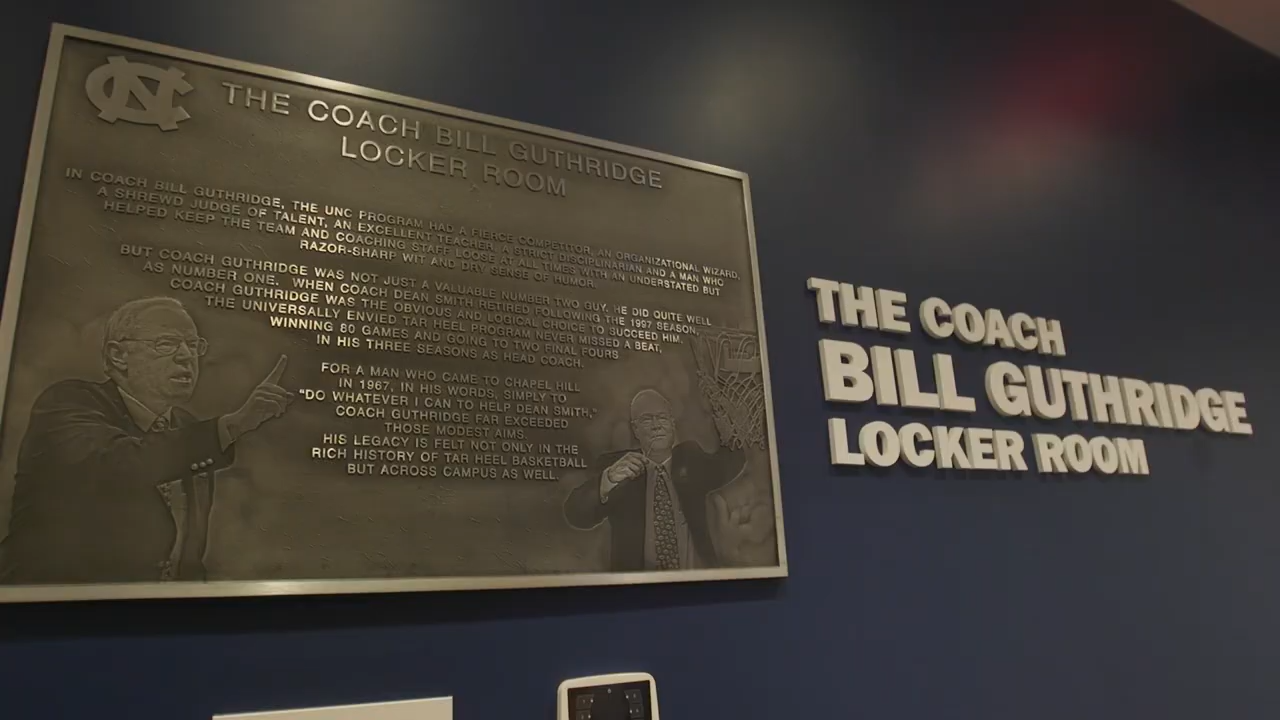 NC
THE COACH BILL GUTHRIDGE
LOCKER ROOM
IN COACH BILL GUTHRIDGE, THE UNC PROGRAM HAD A FIERCE COMPETITOR, AN ORGANIZATIONAL WIZARD,
A SHREWD JUDGE OF TALENT, AN EXCELLENT TEACHER, A STRICT DISCIPLINARIAN AND A MAN WHO
HELPED KEEP THE TEAM AND COACHING STAFF LOOSE AT ALL TIMES WITH AN UNDERSTATED BUT
RAZOR-SHARP WIT AND DRY SENSE OF HUMOR.
BUT COACH GUTHRIDGE WAS NOT JUST A VALUABLE NUMBER TWO GUY, HE DID QUITE WELL
AS NUMBER ONE. WHEN COACH DEAN SMITH RETIRED FOLLOWING THE 1997 SEASON,
COACH GUTHRIDGE WAS THE OBVIOUS AND LOGICAL CHOICE TO SUCCEED HIM.
THE UNIVERSALLY ENVIED TAR HEEL PROGRAM NEVER MISSED A BEAT,
WINNING 80 GAMES AND GOING TO TWO FINAL FOURS
IN HIS THREE SEASONS AS HEAD COACH.
FOR A MAN WHO CAME TO CHAPEL HILL
IN 1967, IN HIS WORDS, SIMPLY TO
"DO WHATEVER I CAN TO HELP DEAN SMITH,"
COACH GUTHRIDGE FAR EXCEEDED
THOSE MODEST AIMS.
HIS LEGACY IS FELT NOT ONLY IN THE
RICH HISTORY OF TAR HEEL BASKETBALL
BUT ACROSS CAMPUS AS WELL.
THE COACH
BILL GUTHRIDGE
LOCKER ROOM